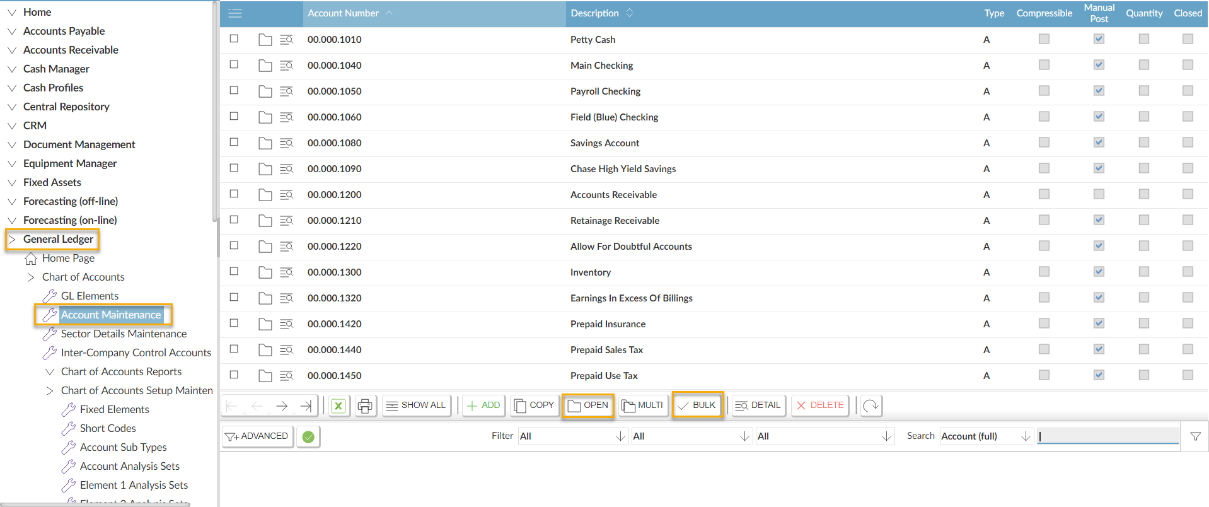 Home
Accounts Payable
Accounts Receivable
Cash Manager
Cash Profiles
Central Repository
CRM
Document Management
Equipment Manager
Fixed Assets
Forecasting (off-line)
Forecasting (on-line)
General Ledger
Home Page
Chart of Accounts
GL Elements
Account Maintenance
Sector Details Maintenance
Inter-Company Control Accounts
Chart of Accounts Reports
Chart of Accounts Setup Mainten
Fixed Elements
Short Codes
Account Sub Types
Account Analysis Sets
Element 1 Analysis Sets
Element 2 Analysis Sets
Account Number Description Type Compressible Manual Post Quantity Closed
00.000.1010 Petty Cash A
00.000.1040 Main Checking A
00.000.1050 Payroll Checking A
00.000.1060 Field (Blue) Checking A
00.000.1080 Savings Account A
00.000.1090 Chase High Yield Savings A
00.000.1200 Accounts Receivable A
00.000.1210 Retainage Receivable A
00.000.1220 Allow For Doubtful Accounts A
00.000.1300 Inventory A
00.000.1320 Earnings In Excess Of Billings A
00.000.1420 Prepaid Insurance A
00.000.1440 Prepaid Sales Tax A
00.000.1450 Prepaid Use Tax A
SHOW ALL ADD COPY OPEN MULTI BULK DETAIL DELETE
ADVANCED Filter All All All Search Account (full)